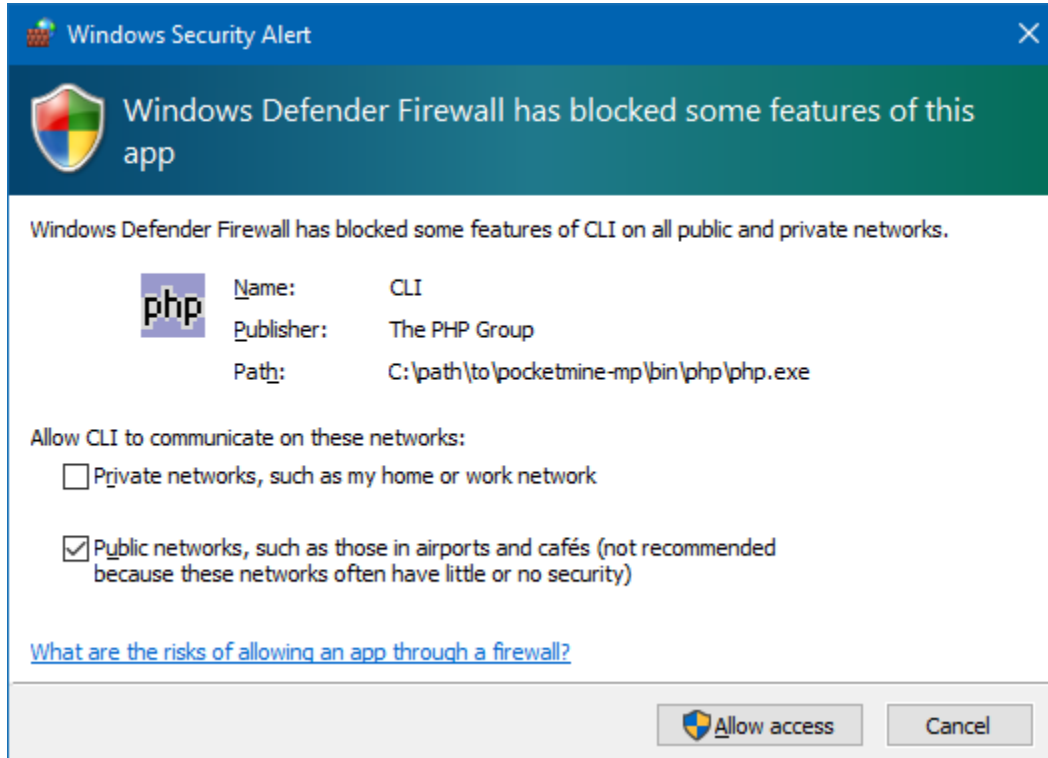 Windows Security Alert
Windows Defender Firewall has blocked some features of this
app
Windows Defender Firewall has blocked some features of CLI on all public and private networks.
php
Name: CLI
Publisher: The PHP Group
Path: C:\path\to\pocketmine-mp\bin\php\php.exe
Allow CLI to communicate on these networks:
Private networks, such as my home or work network
Public networks, such as those in airports and cafés (not recommended
because these networks often have little or no security)
What are the risks of allowing an app through a firewall?
Allow access Cancel